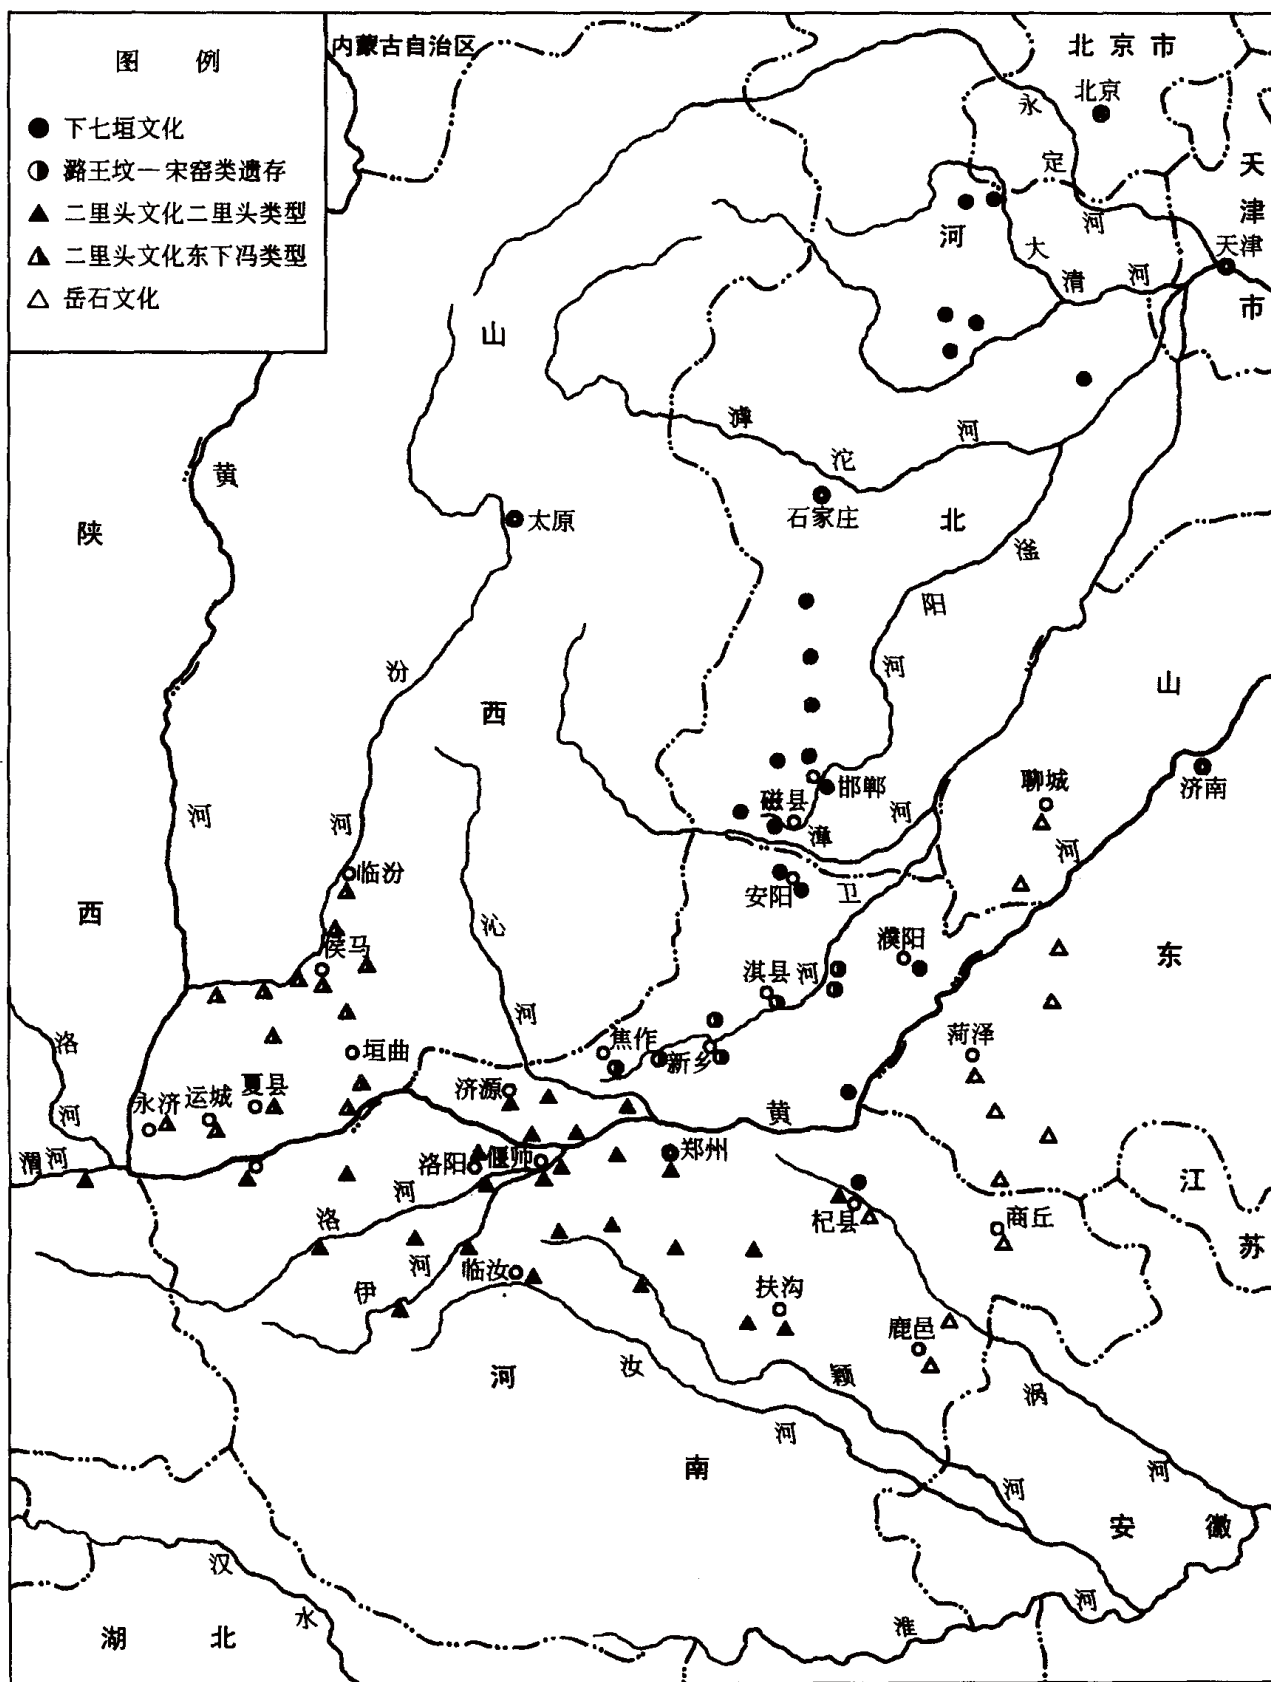 图 例
下七垣文化
潞王坟一宋窑类遗存
二里头文化二里头类型
二里头文化东下冯类型
岳石文化
内蒙古自治区
北京市
北京
永
定
河
天
津
市
天津
河
大
清
河
山
滹
沱
河
黄
陕
太原
石家庄
北
滏
阳
河
汾
西
山
河
河
磁县
邯郸
漳
河
聊城
济南
河
临汾
安阳
卫
西
侯马
沁
濮阳
东
淇县
河
洛
河
焦作
新乡
菏泽
垣曲
济源
黄
河
永济
运城
夏县
渭河
洛阳
偃师
郑州
江
苏
河
洛
杞县
商丘
伊
河
临汝
扶沟
鹿邑
河
汝
颍
涡
河
南
河
河
安 徽
汉
水
湖 北
淮
河